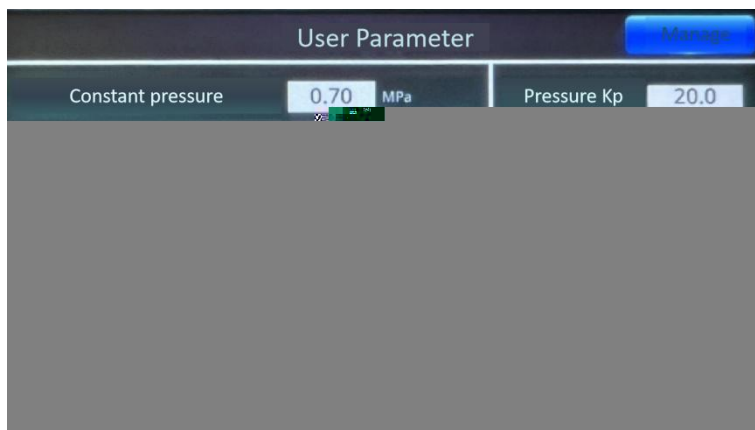 User Parameter
Manage
Constant pressure 0.70 MPa
Pressure Kp 20.0